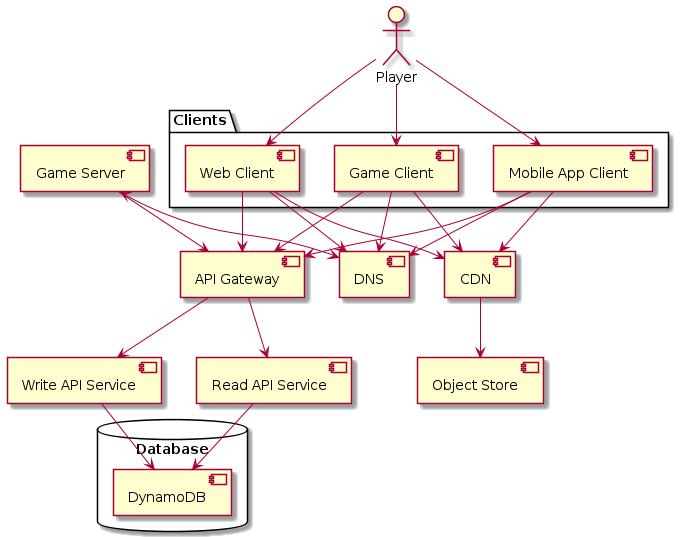 Player
Clients
Game Server
Web Client
Game Client
Mobile App Client
API Gateway
DNS
CDN
Write API Service
Read API Service
Object Store
Database
DynamoDB